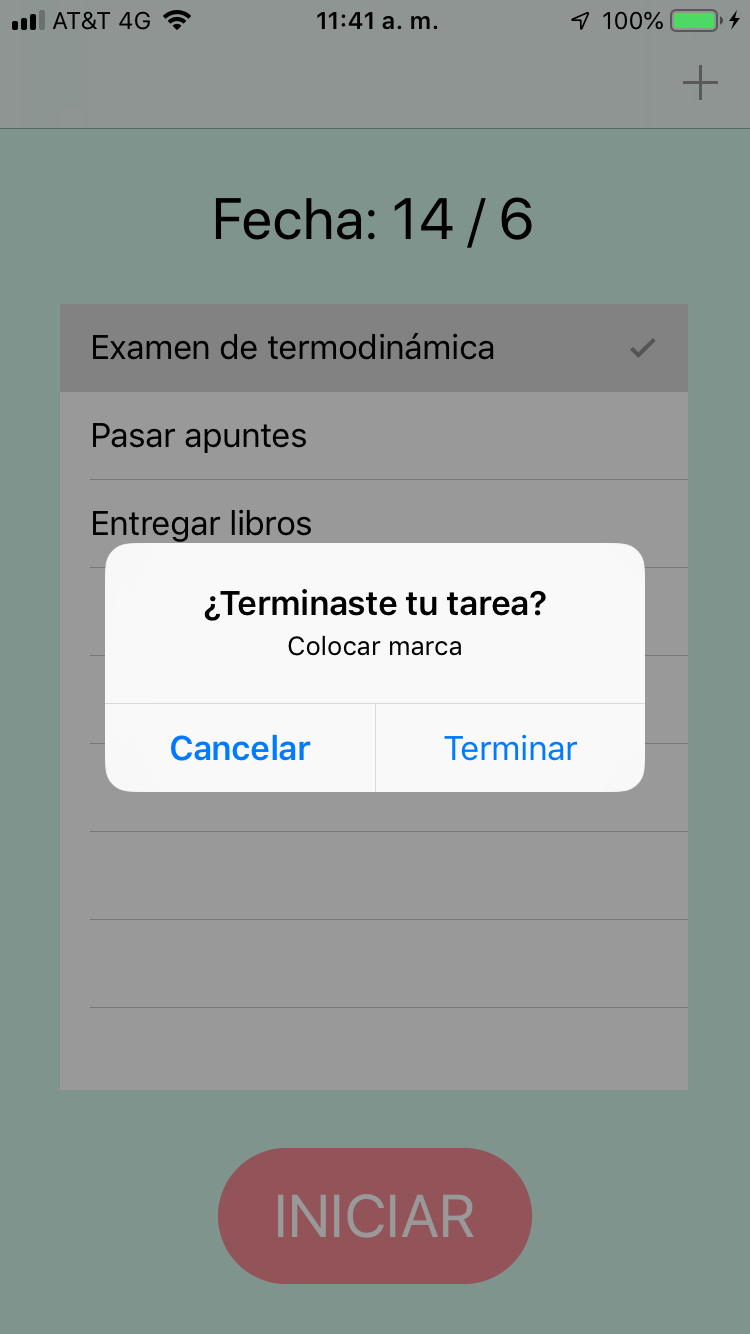 AT&T 4G 11:41 a. m. 100%
Fecha: 14 / 6
Examen de termodinámica
Pasar apuntes
Entregar libros
¿Terminaste tu tarea?
Colocar marca
Cancelar Terminar
INICIAR